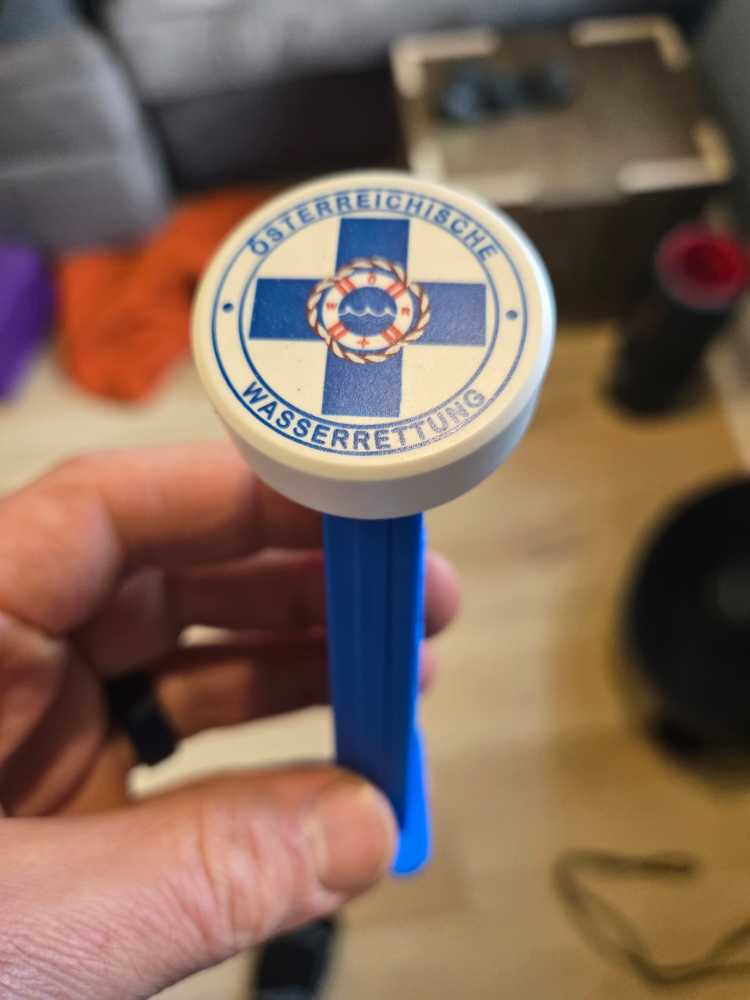 ÖSTERREICHISCHE
Ö
W R
WASSERRETTUNG